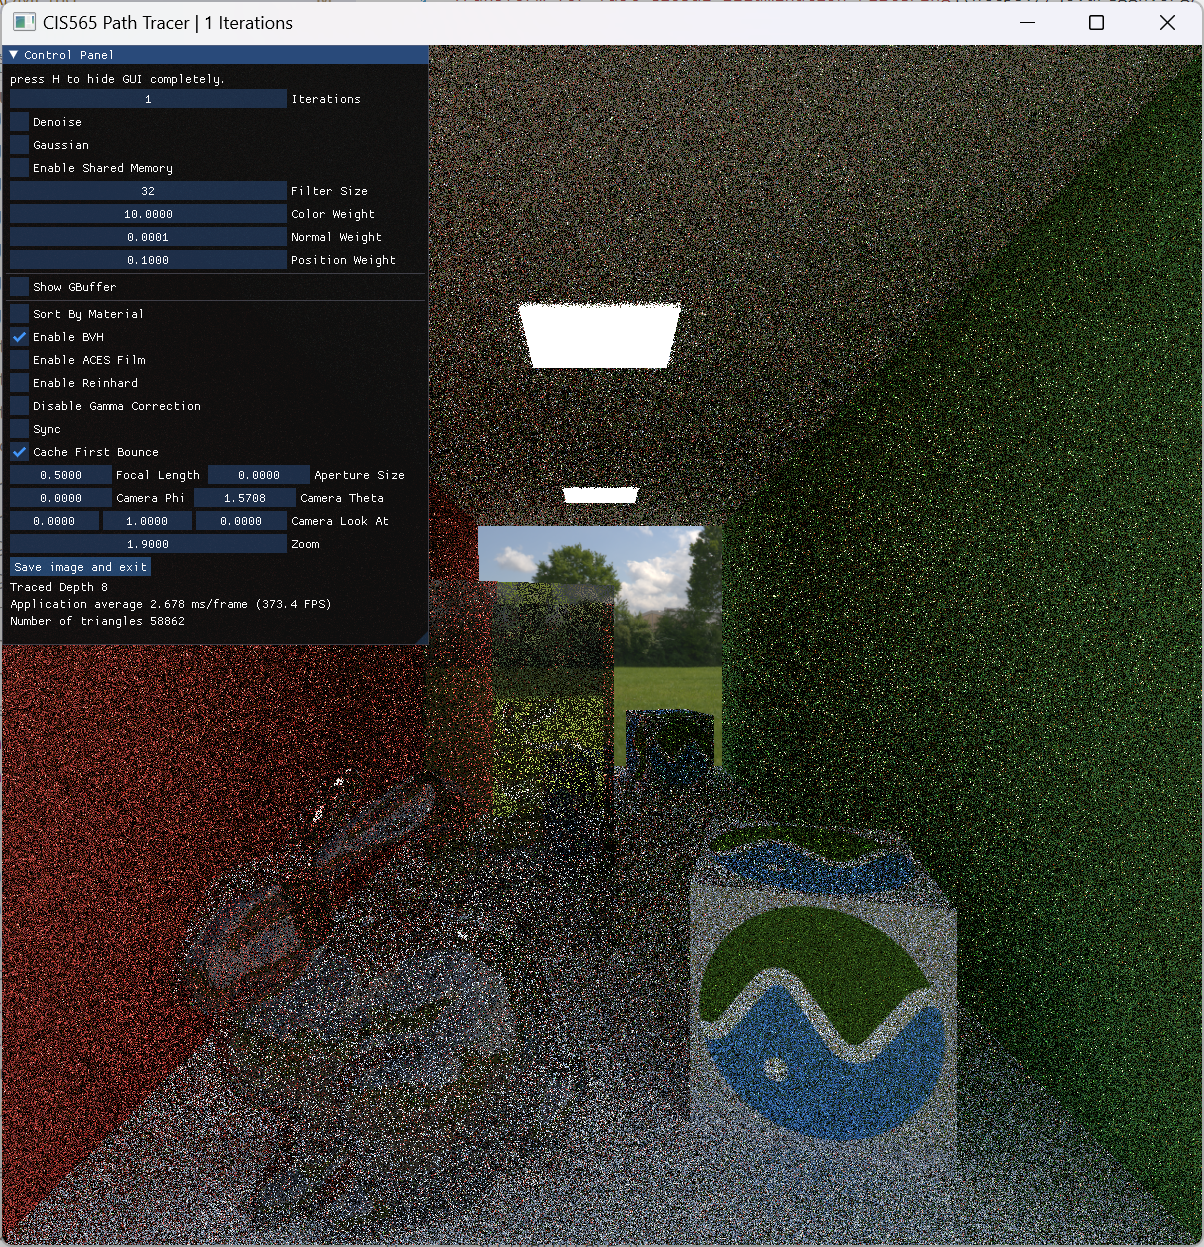 CIS565 Path Tracer | 1 Iterations
Control Panel
press H to hide GUI completely.
1 Iterations
Denoise
Gaussian
Enable Shared Memory
32 Filter Size
10.0000 Color Weight
0.0001 Normal Weight
0.1000 Position Weight
Show GBuffer
Sort By Material
Enable BVH
Enable ACES Film
Enable Reinhard
Disable Gamma Correction
Sync
Cache First Bounce
0.5000 Focal Length 0.0000 Aperture Size
0.0000 Camera Phi 1.5708 Camera Theta
0.0000 1.0000 0.0000 Camera Look At
1.9000 Zoom
Save image and exit
Traced Depth 8
Application average 2.678 ms/frame (373.4 FPS)
Number of triangles 58862